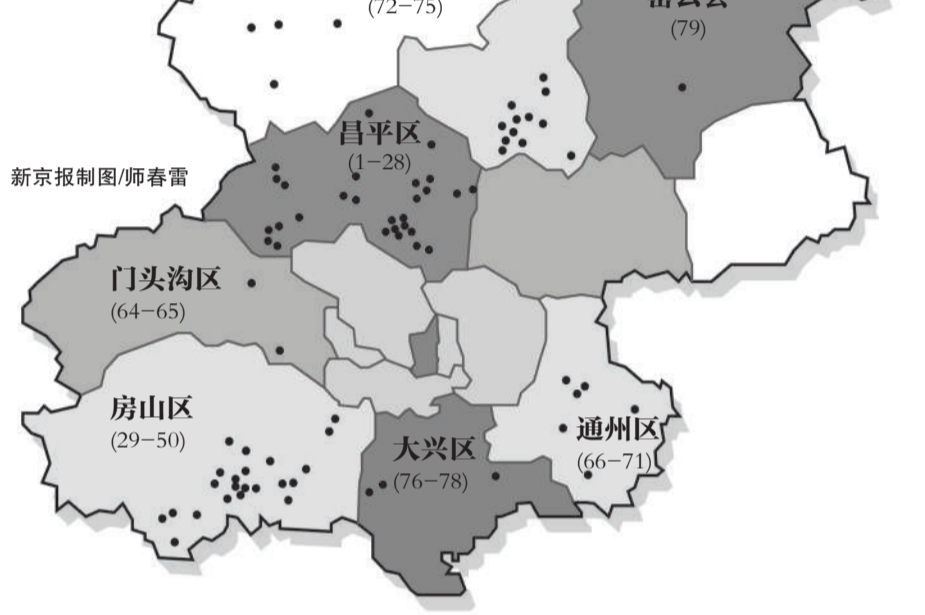 (72–75)
(79)
昌平区
(1–28)
新京报制图/师春雷
门头沟区
(64–65)
房山区
(29–50)
大兴区
(76–78)
通州区
(66–71)